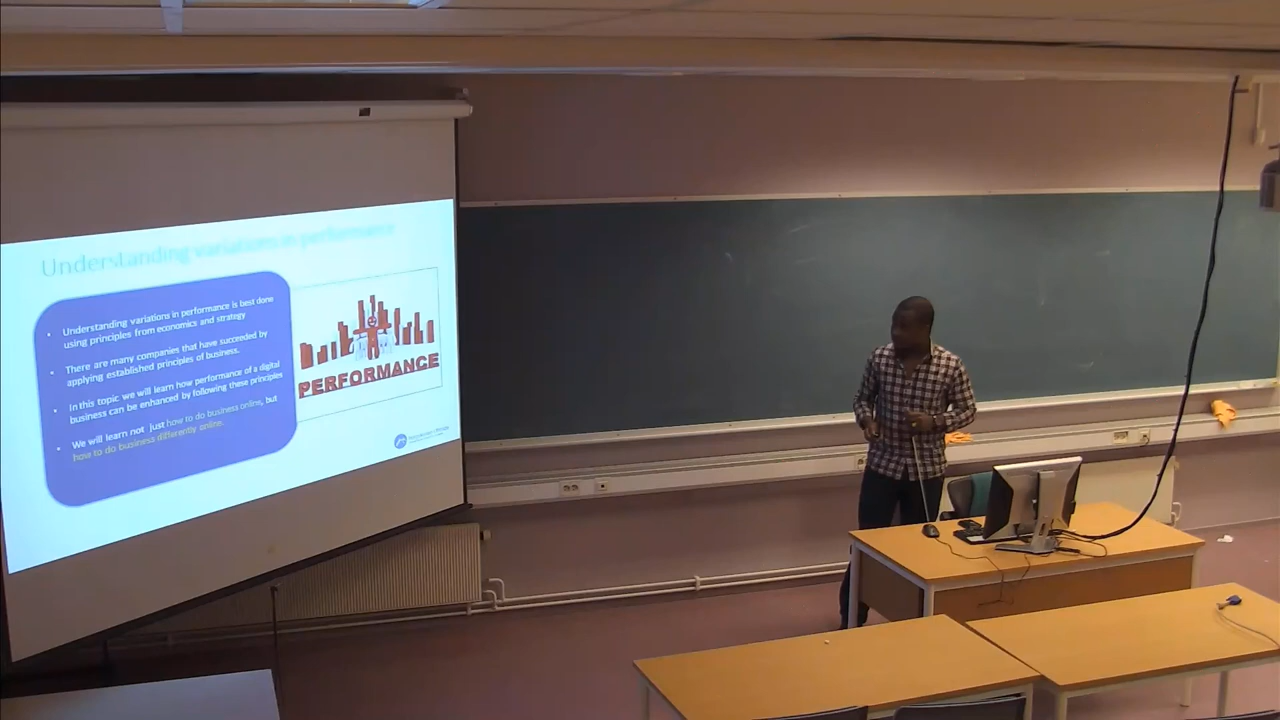 Understanding variations in performance
• Understanding variations in performance is best done
using principles from economics and strategy
• There are many companies that have succeeded by
applying established principles of business.
• In this topic we will learn how performance of a digital
business can be enhanced by following these principles
• We will learn not just how to do business online, but
how to do business differently online.
PERFORMANCE